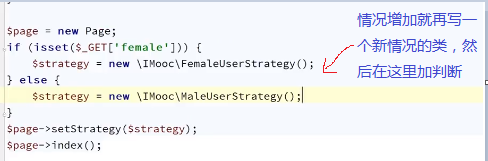 }
$page = new Page;
if (isset($_GET['female'])) {
    $strategy = new \IMooc\FemaleUserStrategy();
} else {
    $strategy = new \IMooc\MaleUserStrategy();
}
$page->setStrategy($strategy);
$page->index();
情况增加就再写一
个新情况的类，然
后在这里加判断